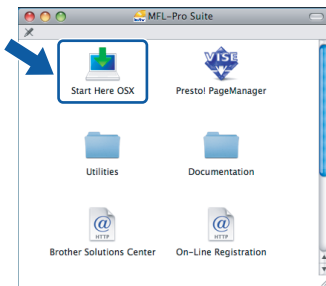 MFL-Pro Suite
VISE
Start Here OSX
Presto! PageManager
Utilities
Documentation
@
HTTP
@
HTTP
Brother Solutions Center
On-Line Registration